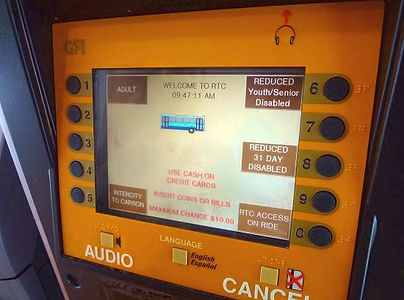 GFI
ADULT
WELCOME TO RTC
09:47:11 AM
REDUCED
Youth/Senior
Disabled
1
2
3
4
5
6
7
8
9
0
REDUCED
31 DAY
DISABLED
USE CASH OR
CREDIT CARDS
INSERT COINS OR BILLS
MAXIMUM CHANGE $10.00
INTERCITY
TO CARSON
RTC ACCESS
ON RIDE
AUDIO
LANGUAGE
English
Español
CANCEL